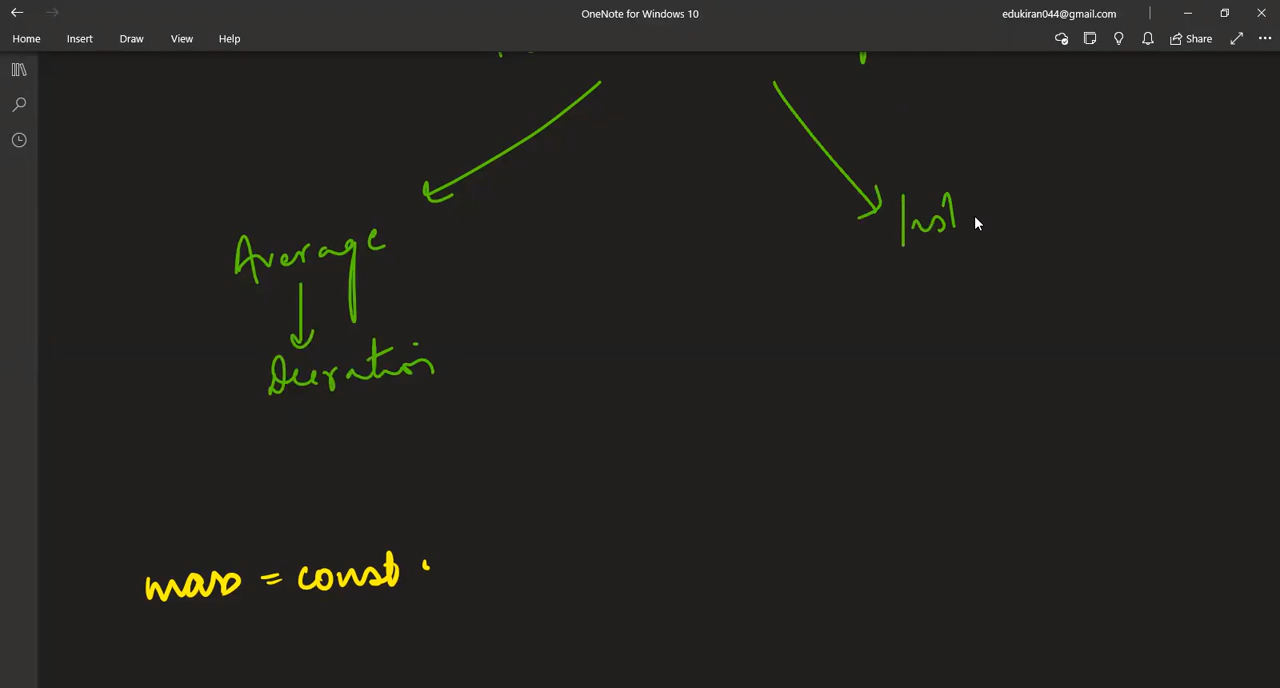 OneNote for Windows 10
edukiran044@gmail.com
Home Insert Draw View Help
Share
Average
Inst
Duration
mass = const.